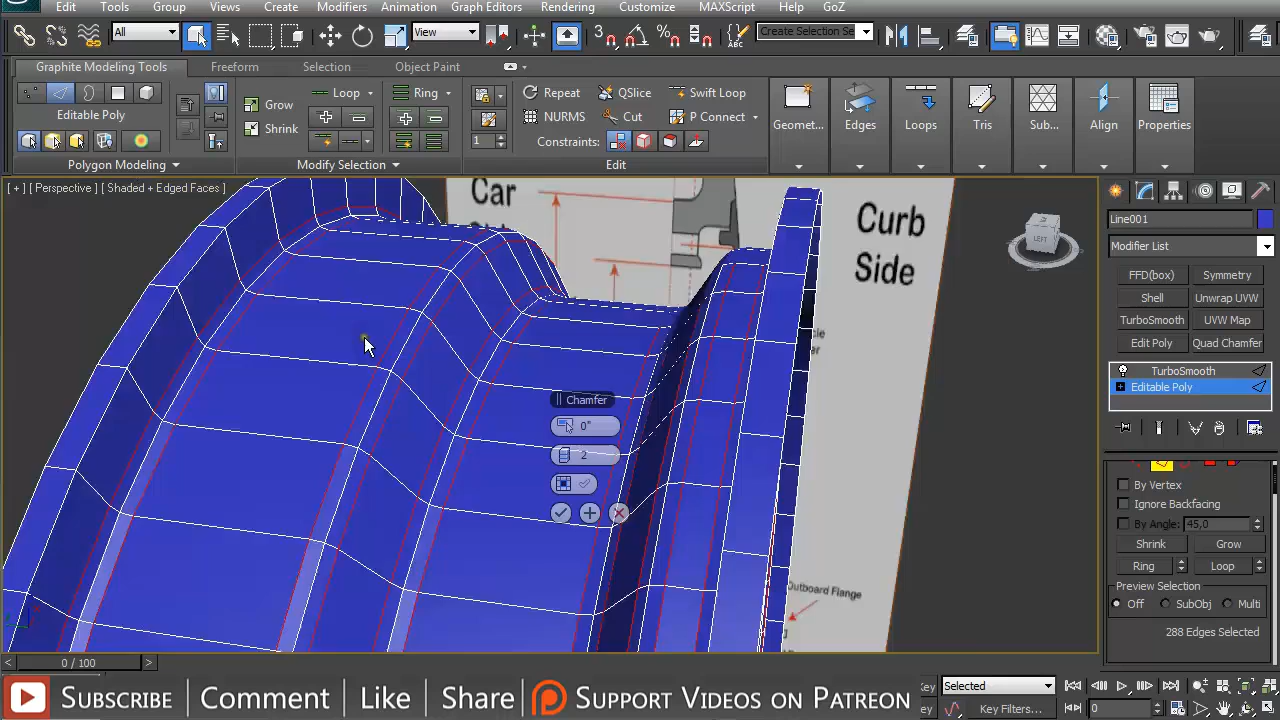 Edit Tools Group Views Create Modifiers Animation Graph Editors Rendering Customize MAXScript Help GoZ
All View Create Selection Se
Graphite Modeling Tools Freeform Selection Object Paint
Grow Loop Ring Repeat QSlice Swift Loop
Shrink NURMS Cut P Connect
Editable Poly Geomet... Edges Loops Tris Sub... Align Properties
1 Constraints:
Polygon Modeling Modify Selection Edit
[ + ] [ Perspective ] [ Shaded + Edged Faces ]
Car
Curb
Side
LEFT
Line001
Modifier List
FFD(box) Symmetry
Shell Unwrap UVW
TurboSmooth UVW Map
Edit Poly Quad Chamfer
TurboSmooth
Editable Poly
Chamfer
0"
2
By Vertex
Ignore Backfacing
By Angle: 45,0
Shrink Grow
Ring Loop
Preview Selection
Off SubObj Multi
288 Edges Selected
Outboard Flange
0 / 100
Subscribe Comment Like Share Support Videos on Patreon
Key Selected
Key Filters... 0